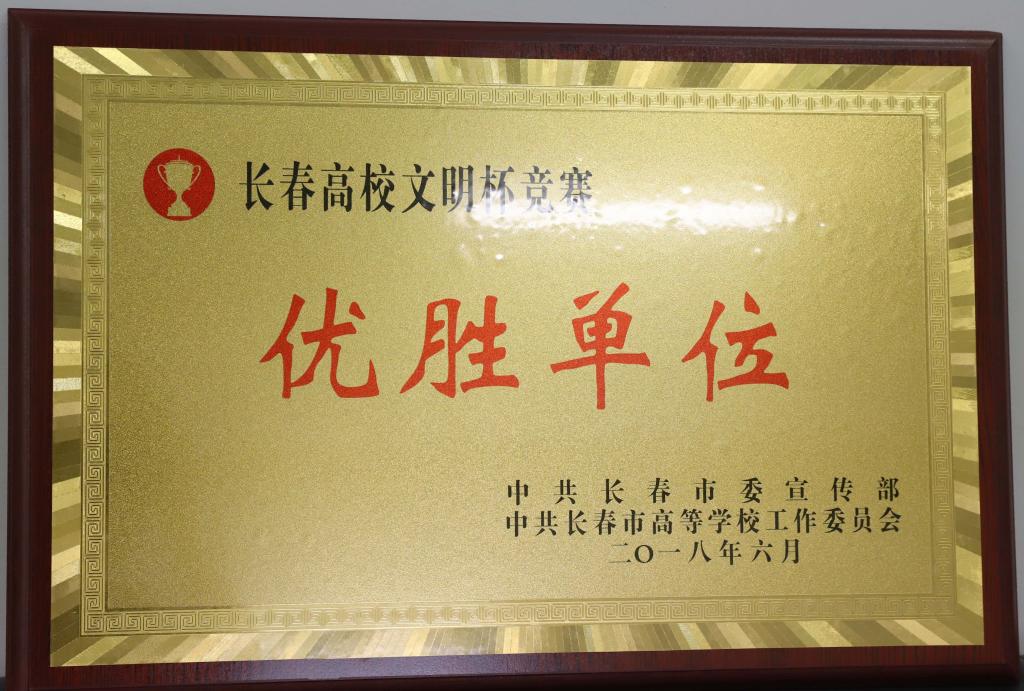 长春高校文明杯竞赛
优胜单位
中共长春市委宣传部
中共长春市高等学校工作委员会
二〇一八年六月